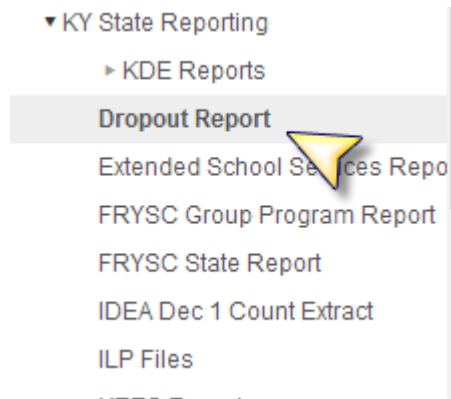 KY State Reporting
KDE Reports
Dropout Report
Extended School Services Repo
FRYSC Group Program Report
FRYSC State Report
IDEA Dec 1 Count Extract
ILP Files